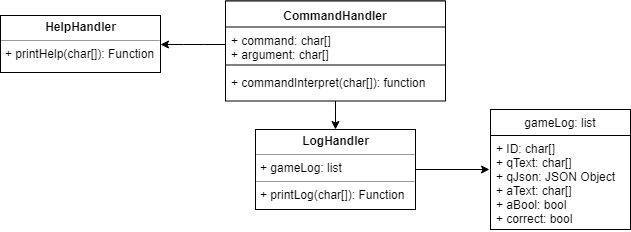 HelpHandler
+ printHelp(char[]): Function
CommandHandler
+ command: char[]
+ argument: char[]
+ commandInterpret(char[]): function
LogHandler
+ gameLog: list
+ printLog(char[]): Function
gameLog: list
+ ID: char[]
+ qText: char[]
+ qJson: JSON Object
+ aText: char[]
+ aBool: bool
+ correct: bool